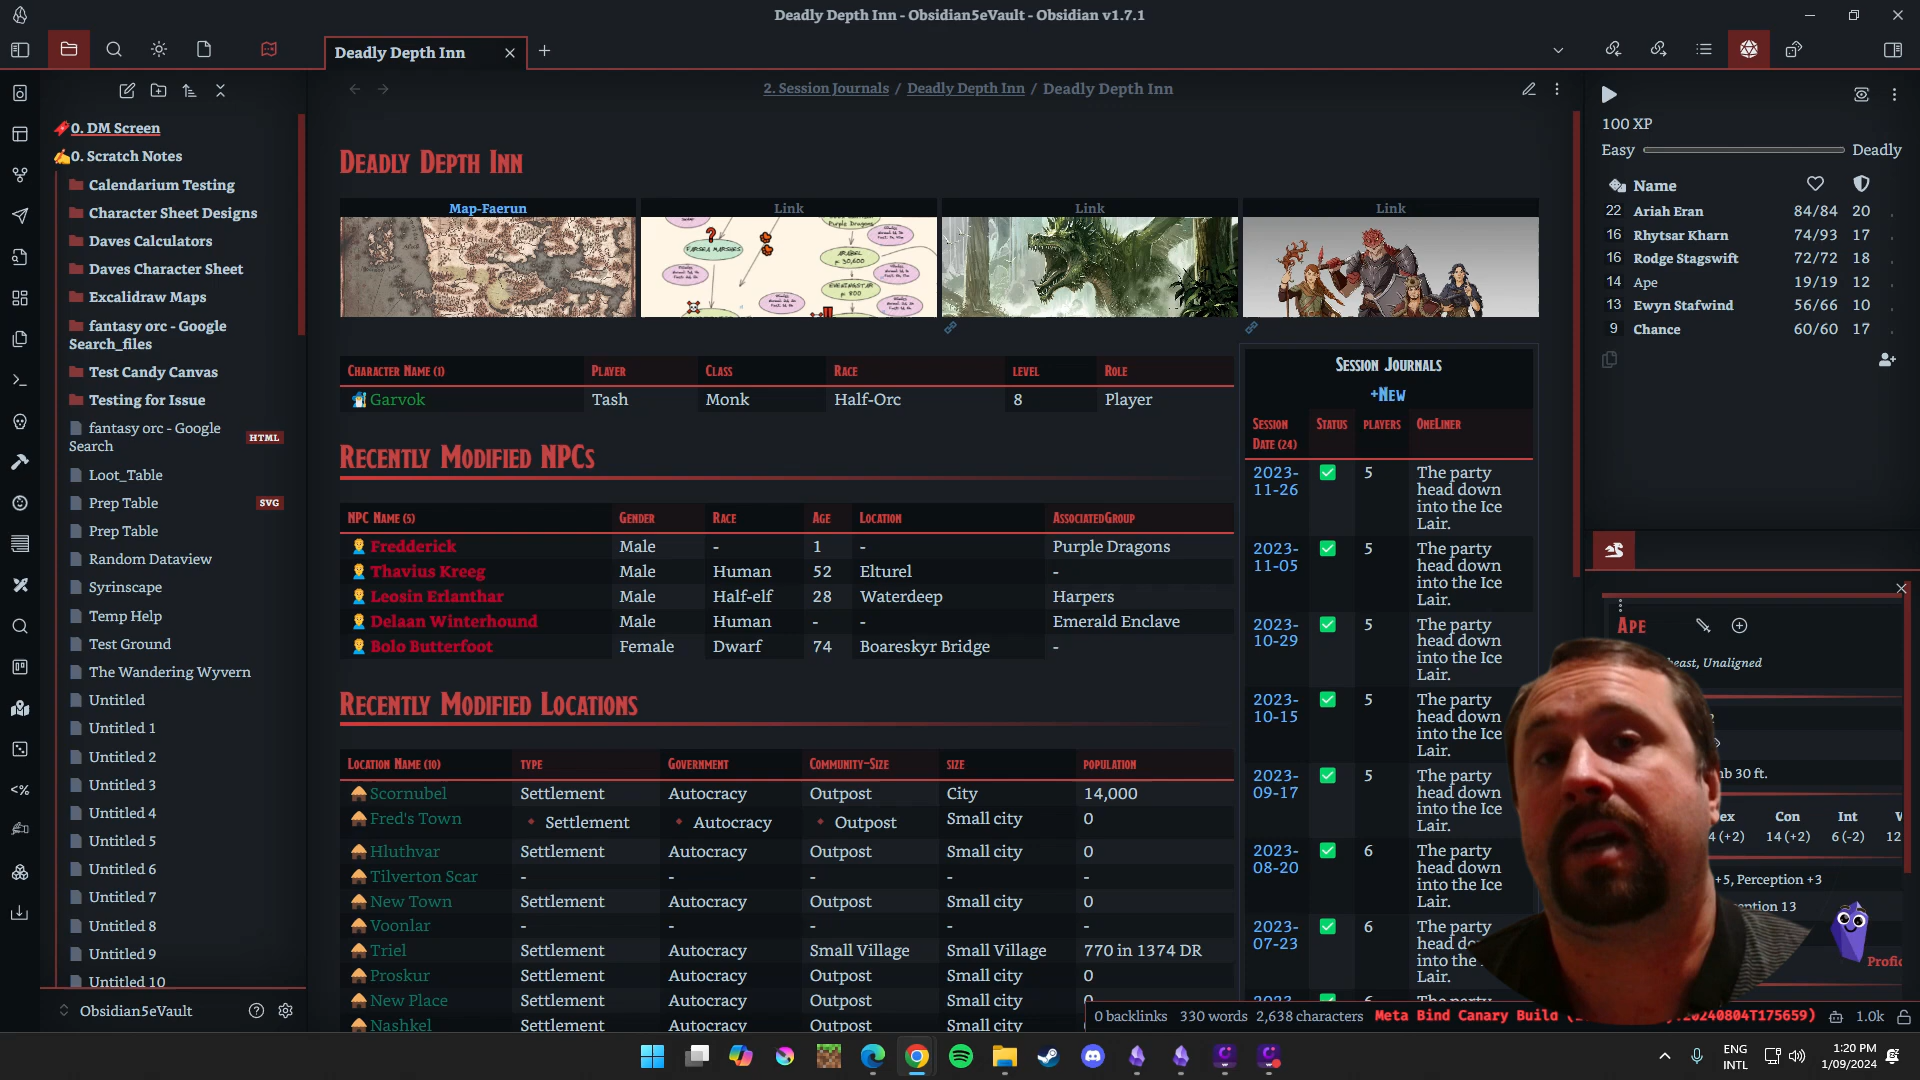 Deadly Depth Inn - Obsidian5eVault - Obsidian v1.7.1
Deadly Depth Inn
2. Session Journals / Deadly Depth Inn / Deadly Depth Inn
0. DM Screen
0. Scratch Notes
Calendarium Testing
Character Sheet Designs
Daves Calculators
Daves Character Sheet
Excalidraw Maps
fantasy orc - Google
Search_files
Test Candy Canvas
Testing for Issue
fantasy orc - Google
Search
HTML
Loot_Table
Prep Table
SVG
Prep Table
Random Dataview
Syrinscape
Temp Help
Test Ground
The Wandering Wyvern
Untitled
Untitled 1
Untitled 2
Untitled 3
Untitled 4
Untitled 5
Untitled 6
Untitled 7
Untitled 8
Untitled 9
Untitled 10
Obsidian5eVault
Deadly Depth Inn
Map-Faerun
Link
Link
Link
Character Name (1) Player Class Race level Role
Garvok Tash Monk Half-Orc 8 Player
Recently Modified NPCs
NPC Name (5) Gender Race Age Location AssociatedGroup
Fredderick Male - 1 - Purple Dragons
Thavius Kreeg Male Human 52 Elturel -
Leosin Erlanthar Male Half-elf 28 Waterdeep Harpers
Delaan Winterhound Male Human - - Emerald Enclave
Bolo Butterfoot Female Dwarf 74 Boareskyr Bridge -
Recently Modified Locations
Location Name (10) type Government Community-Size size population
Scornubel Settlement Autocracy Outpost City 14,000
Fred's Town Settlement Autocracy Outpost Small city 0
Hluthvar Settlement Autocracy Outpost Small city 0
Tilverton Scar - - - - -
New Town Settlement Autocracy Outpost Small city 0
Voonlar - - - - -
Triel Settlement Autocracy Small Village Small Village 770 in 1374 DR
Proskur Settlement Autocracy Outpost Small city 0
New Place Settlement Autocracy Outpost Small city 0
Nashkel Settlement Autocracy Outpost Small city
Session Journals
+New
Session
Date (24)
Status players OneLiner
2023-
11-26
5
The party
head down
into the Ice
Lair.
2023-
11-05
5
The party
head down
into the Ice
Lair.
2023-
10-29
5
The party
head down
into the Ice
Lair.
2023-
10-15
5
The party
head down
into the Ice
Lair.
2023-
09-17
5
The party
head down
into the Ice
Lair.
2023-
08-20
6
The party
head down
into the Ice
Lair.
2023-
07-23
6
The party
head
into the
Lair.
100 XP
Easy Deadly
Name
22 Ariah Eran 84/84 20
16 Rhytsar Kharn 74/93 17
16 Rodge Stagswift 72/72 18
14 Ape 19/19 12
13 Ewyn Stafwind 56/66 10
9 Chance 60/60 17
Ape
Unaligned
30 ft.
Con Int
14 (+2) 6 (-2) 12
+5, Perception +3
13
0 backlinks 330 words 2,638 characters Meta Bind Canary Build 20240804T175659) 1.0k
ENG
INTL
1:20 PM
1/09/2024